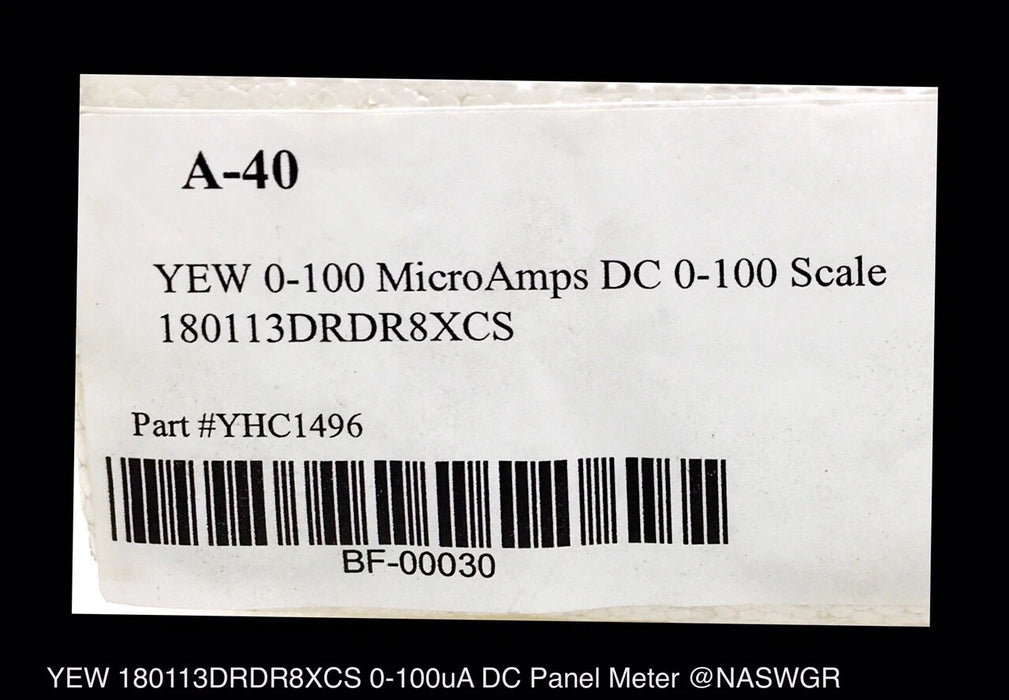 A-40
YEW 0-100 MicroAmps DC 0-100 Scale
180113DRDR8XCS
Part #YHC1496
BF-00030
YEW 180113DRDR8XCS 0-100uA DC Panel Meter @NASWGR